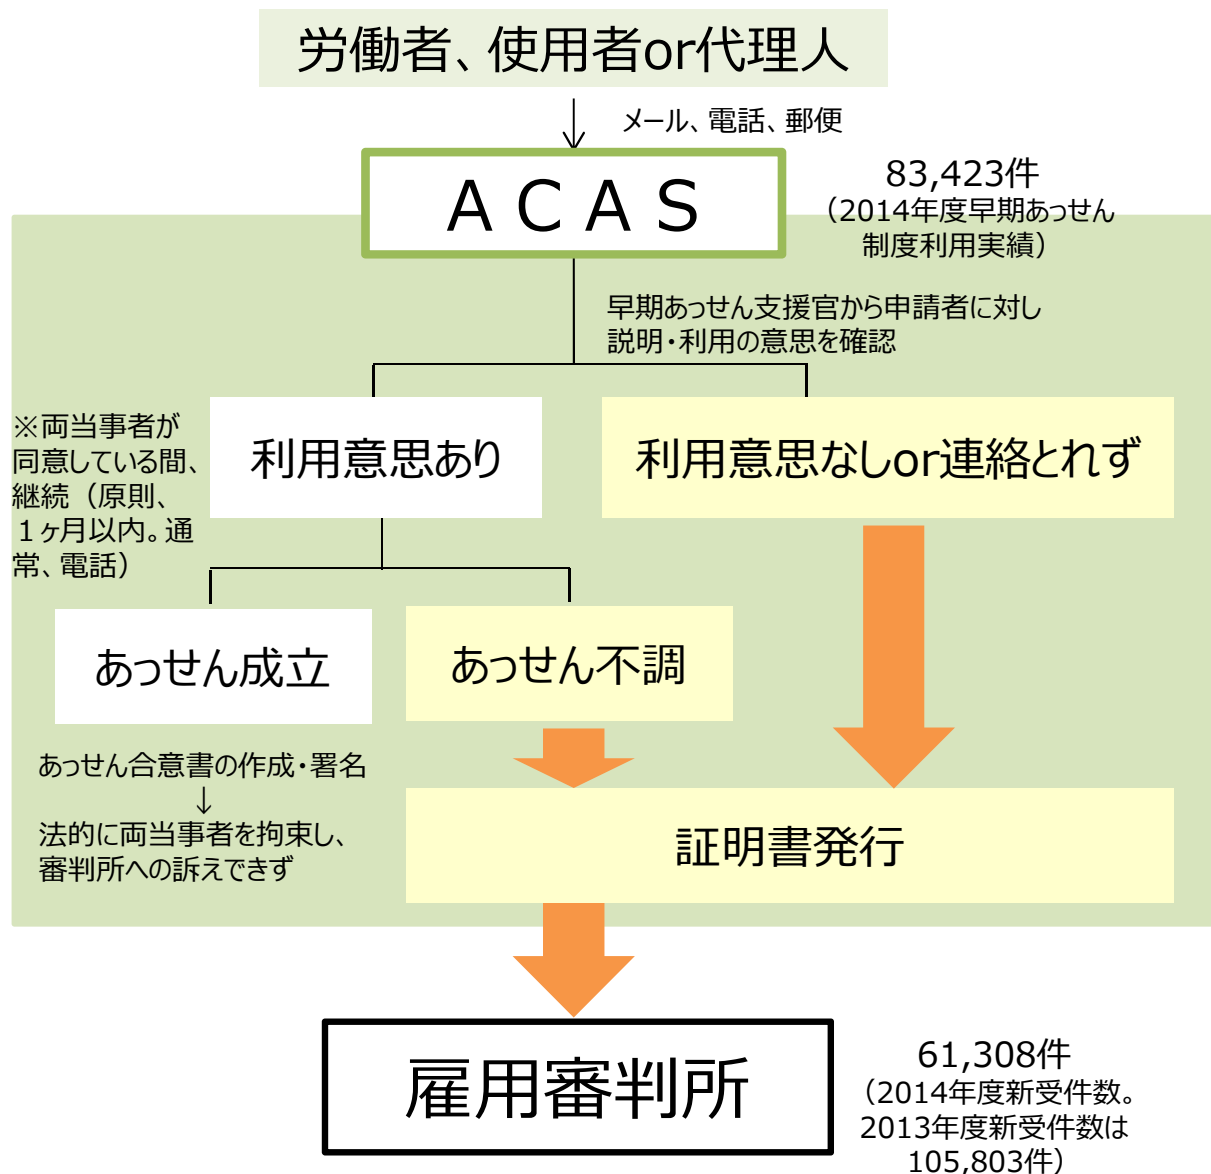 労働者、使用者or代理人
メール、電話、郵便
ACAS
83,423件
（2014年度早期あっせん
制度利用実績）
早期あっせん支援官から申請者に対し
説明・利用の意思を確認
※両当事者が
同意している間、
継続（原則、
１ヶ月以内。通
常、電話）
利用意思あり
利用意思なしor連絡とれず
あっせん成立
あっせん不調
あっせん合意書の作成・署名
↓
法的に両当事者を拘束し、
審判所への訴えできず
証明書発行
雇用審判所
61,308件
（2014年度新受件数。
2013年度新受件数は
105,803件）